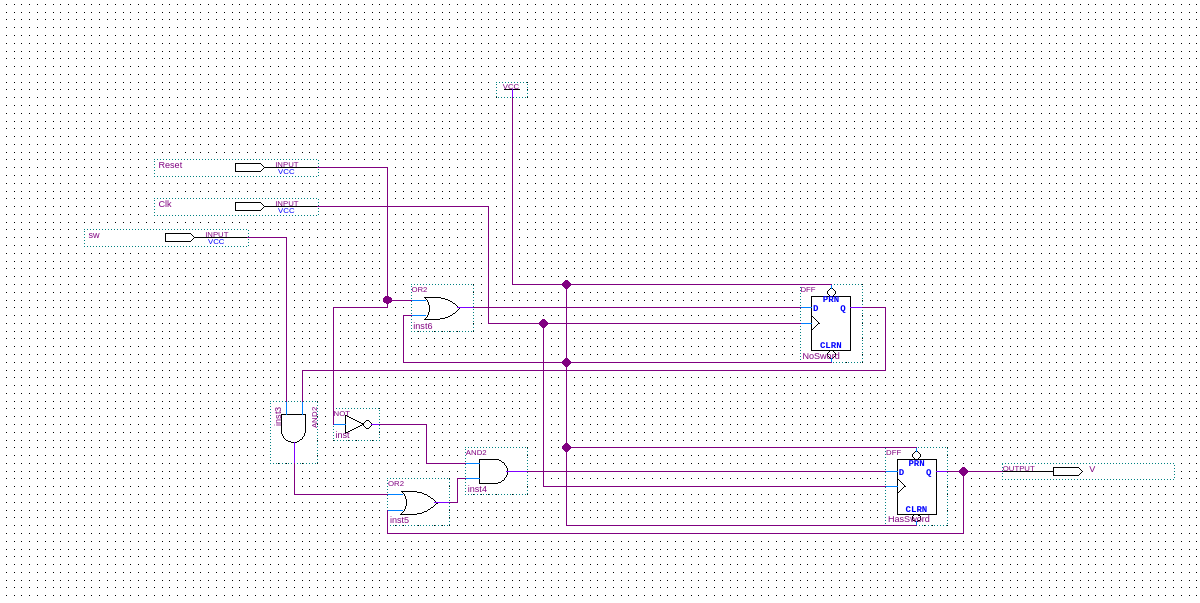 VCC
Reset
INPUT
VCC
Clk
INPUT
VCC
sw
INPUT
VCC
OR2
inst6
DFF
PRN
D
Q
CLRN
NoSword
inst3
AND2
NOT
inst
AND2
inst4
OR2
inst5
DFF
PRN
D
Q
CLRN
HasSword
OUTPUT
V